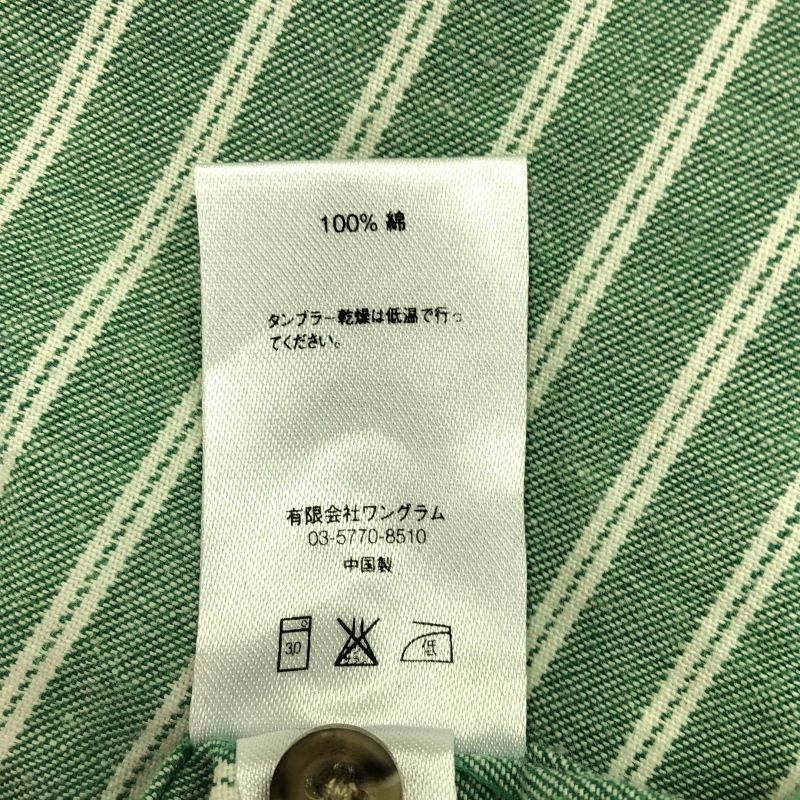 100% 綿
タンブラー乾燥は低温で行っ
てください。
有限会社ワングラム
03-5770-8510
中国製
30
低